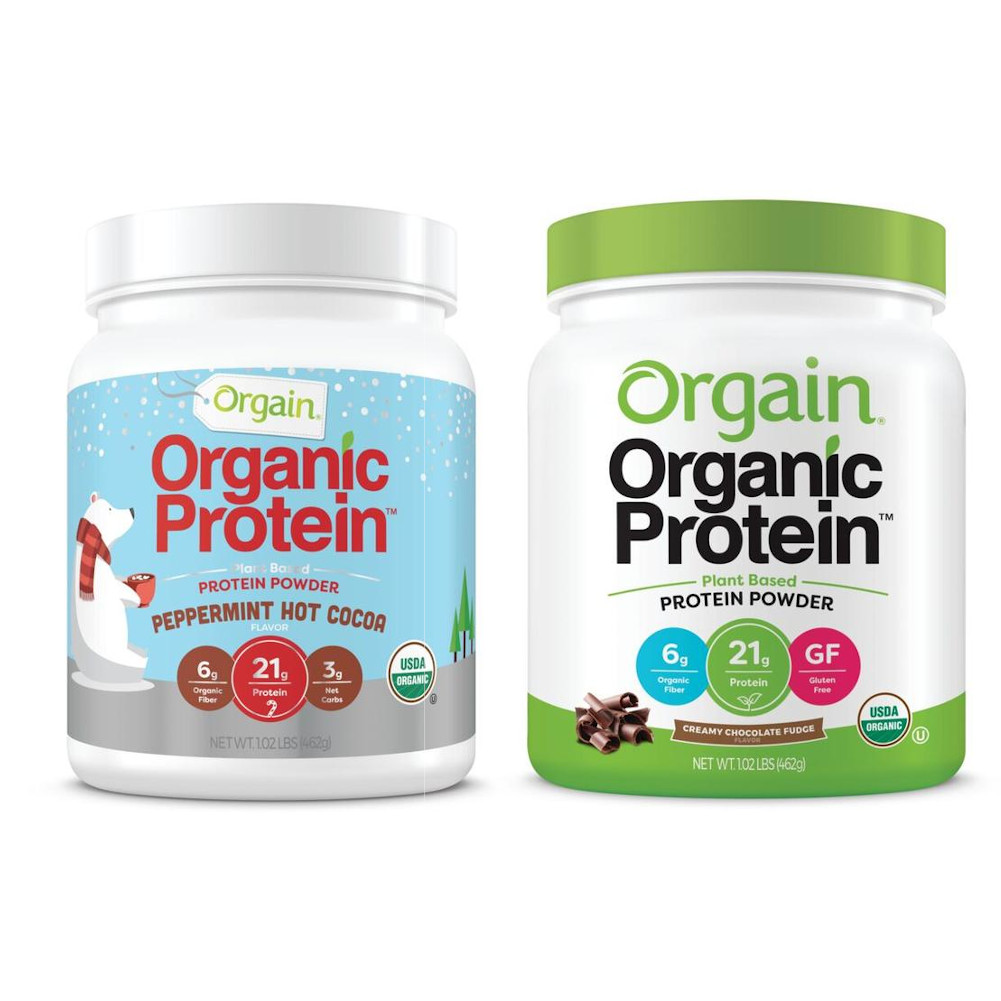 Orgain®
Organic
Protein™
Plant Based
PROTEIN POWDER
PEPPERMINT HOT COCOA
FLAVOR
6g
Organic
Fiber
21g
Protein
3g
Net
Carbs
USDA
ORGANIC
NET WT. 1.02 LBS (462g)
Orgain®
Organic
Protein™
Plant Based
PROTEIN POWDER
6g
Organic
Fiber
21g
Protein
GF
Gluten
Free
CREAMY CHOCOLATE FUDGE
FLAVOR
USDA
ORGANIC
U
NET WT. 1.02 LBS (462g)